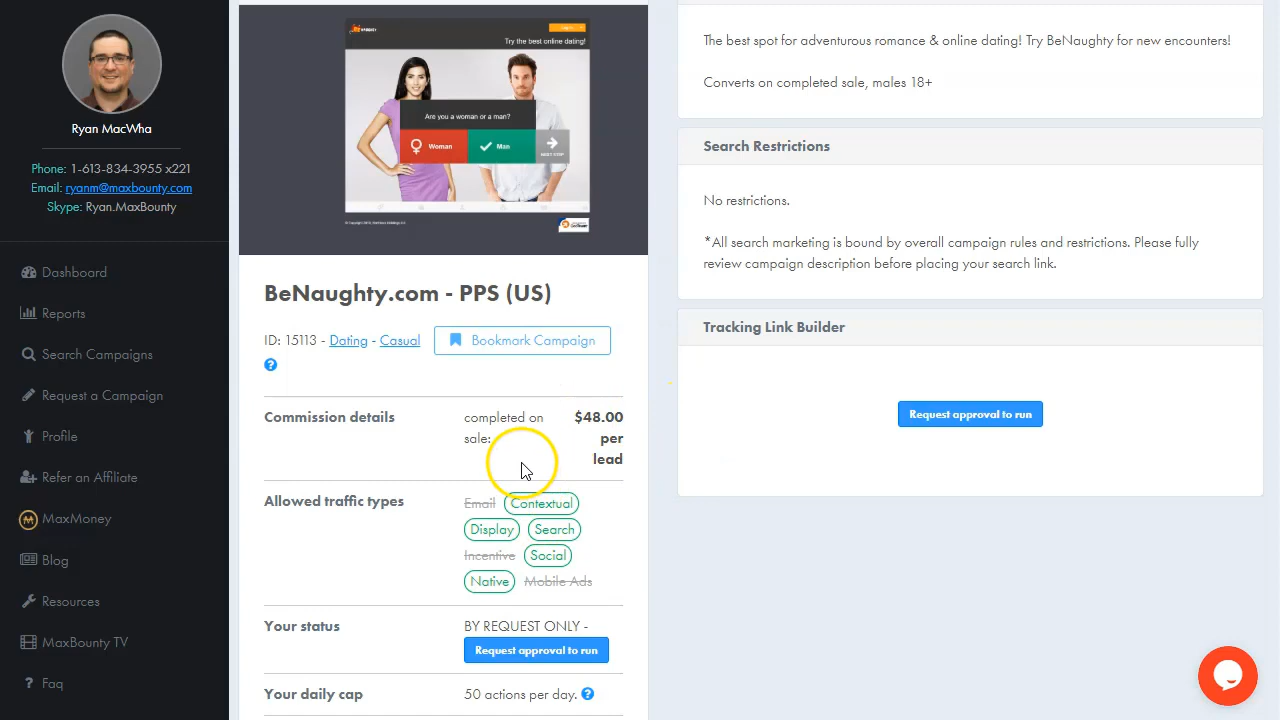 Ryan MacWha
Phone: 1-613-834-3955 x221
Email: ryanm@maxbounty.com
Skype: Ryan.MaxBounty
Dashboard
Reports
Search Campaigns
Request a Campaign
Profile
Refer an Affiliate
MaxMoney
Blog
Resources
MaxBounty TV
Faq
Try the best online dating!
Are you a woman or a man?
Woman
Man
NEXT STEP
BeNaughty.com - PPS (US)
ID: 15113 - Dating - Casual
Bookmark Campaign
Commission details
completed on
sale:
$48.00
per
lead
Allowed traffic types
Email Contextual
Display Search
Incentive Social
Native Mobile Ads
Your status
BY REQUEST ONLY -
Request approval to run
Your daily cap
50 actions per day.
The best spot for adventurous romance & online dating! Try BeNaughty for new encounte
Converts on completed sale, males 18+
Search Restrictions
No restrictions.
*All search marketing is bound by overall campaign rules and restrictions. Please fully
review campaign description before placing your search link.
Tracking Link Builder
Request approval to run